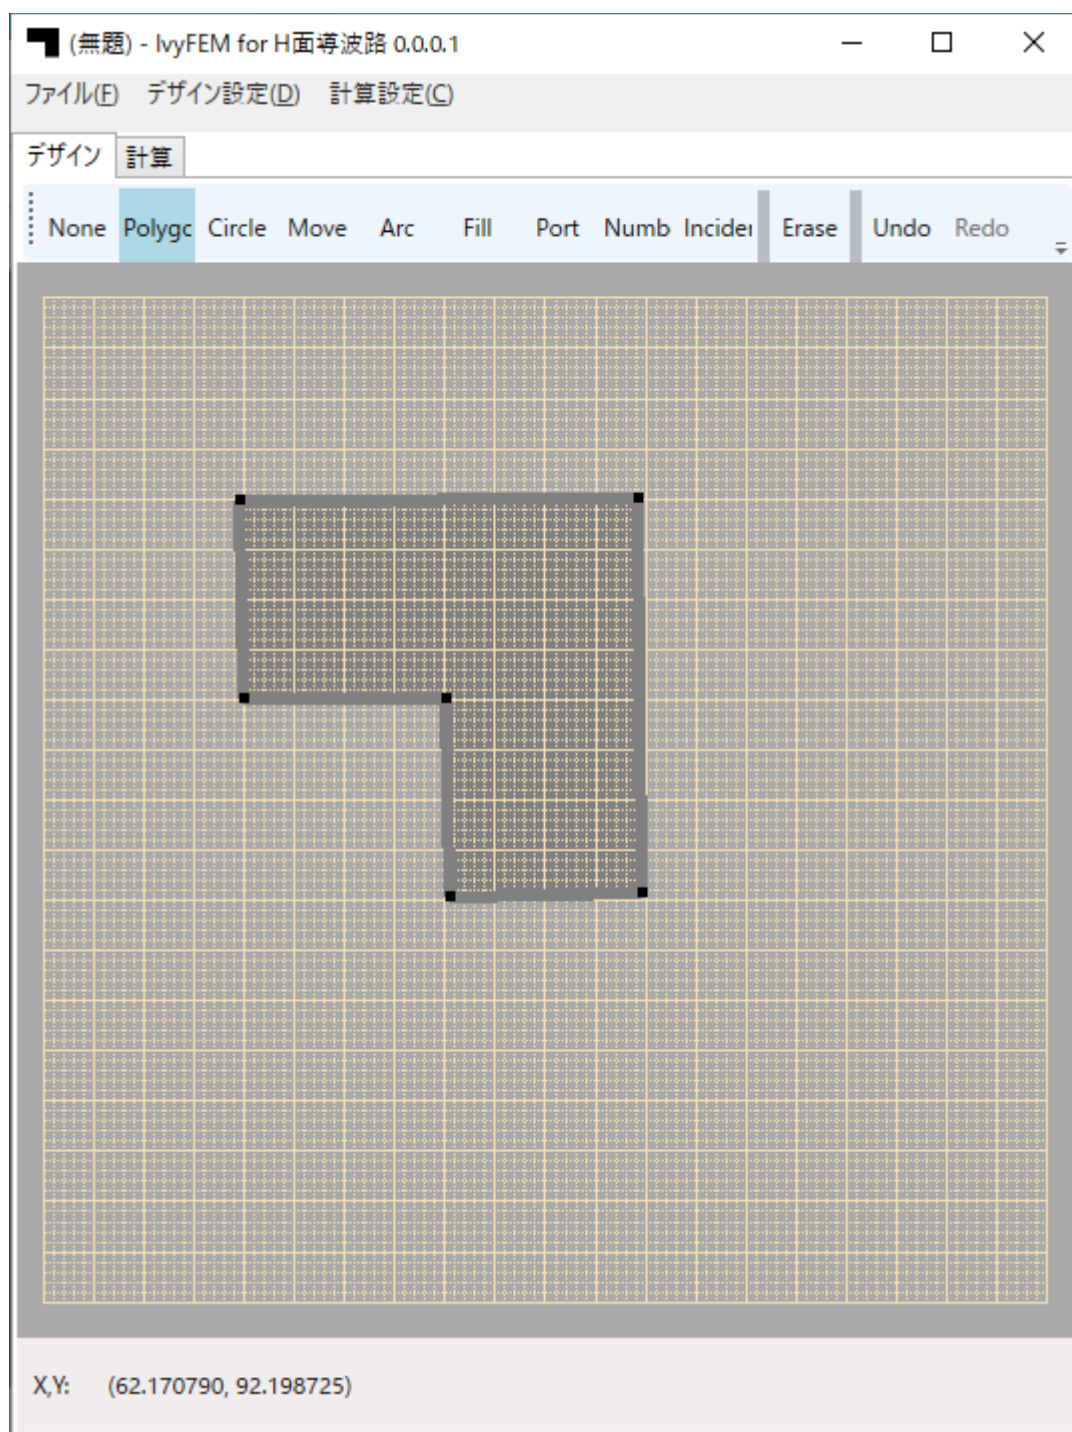 (無題) - IvyFEM for H面導波路 0.0.0.1
ファイル(F) デザイン設定(D) 計算設定(C)
デザイン 計算
None Polygo Circle Move Arc Fill Port Numb Inciden Erase Undo Redo
X,Y: (62.170790, 92.198725)